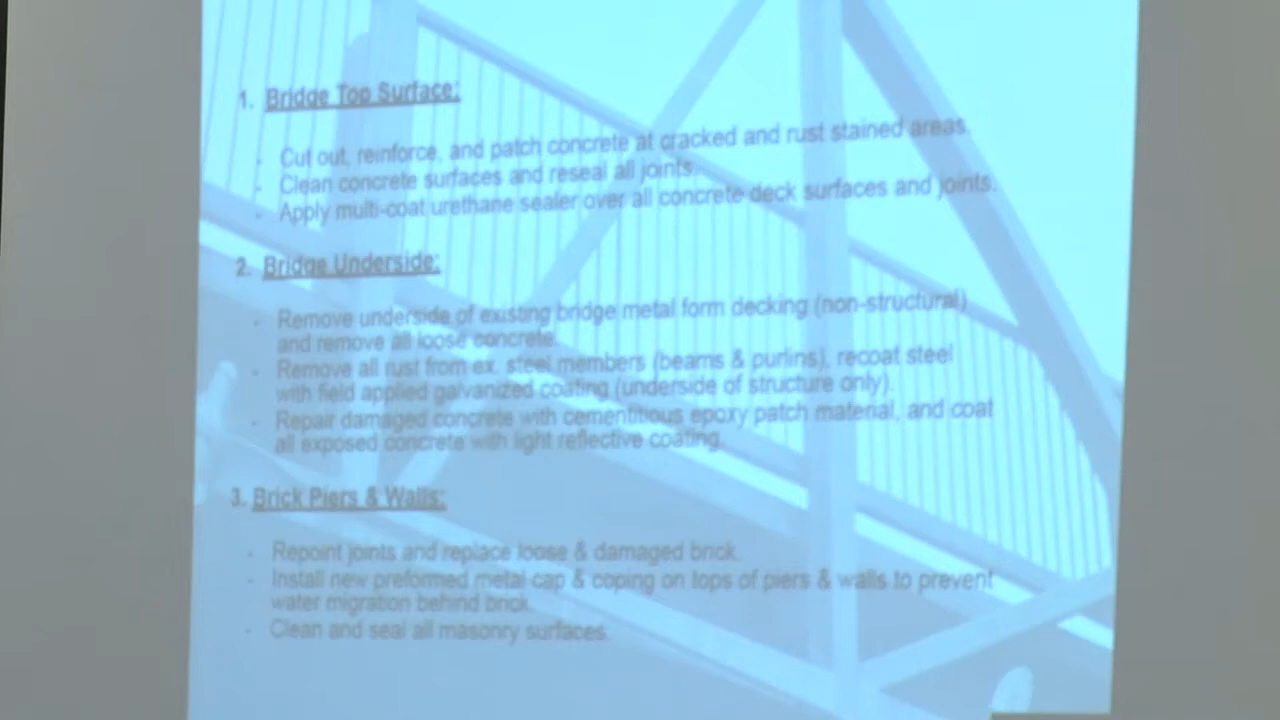 1. Bridge Top Surface:
- Cut out, reinforce, and patch concrete at cracked and rust stained areas.
- Clean concrete surfaces and reseal all joints.
- Apply multi-coat urethane sealer over all concrete deck surfaces and joints.
2. Bridge Underside:
- Remove underside of existing bridge metal form decking (non-structural)
and remove all loose concrete.
- Remove all rust from ex. steel members (beams & purlins), recoat steel
with field applied galvanized coating (underside of structure only).
- Repair damaged concrete with cementitious epoxy patch material, and coat
all exposed concrete with light reflective coating.
3. Brick Piers & Walls:
- Repoint joints and replace loose & damaged brick.
- Install new preformed metal cap & coping on tops of piers & walls to prevent
water migration behind brick.
- Clean and seal all masonry surfaces.